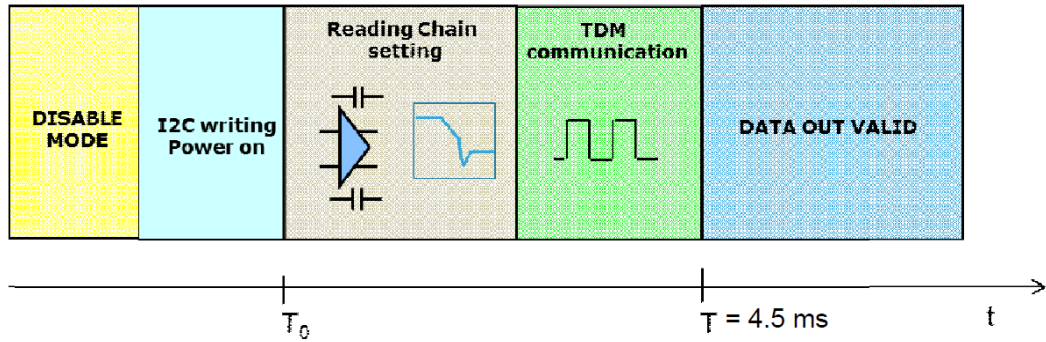 DISABLE
MODE
I2C writing
Power on
Reading Chain
setting
TDM
communication
DATA OUT VALID
T0
T = 4.5 ms
t